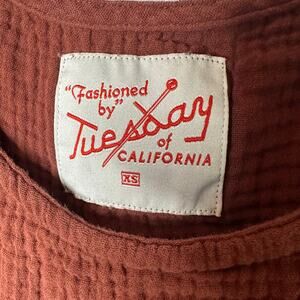 "Fashioned
by"
Tuesday
of
CALIFORNIA
XS